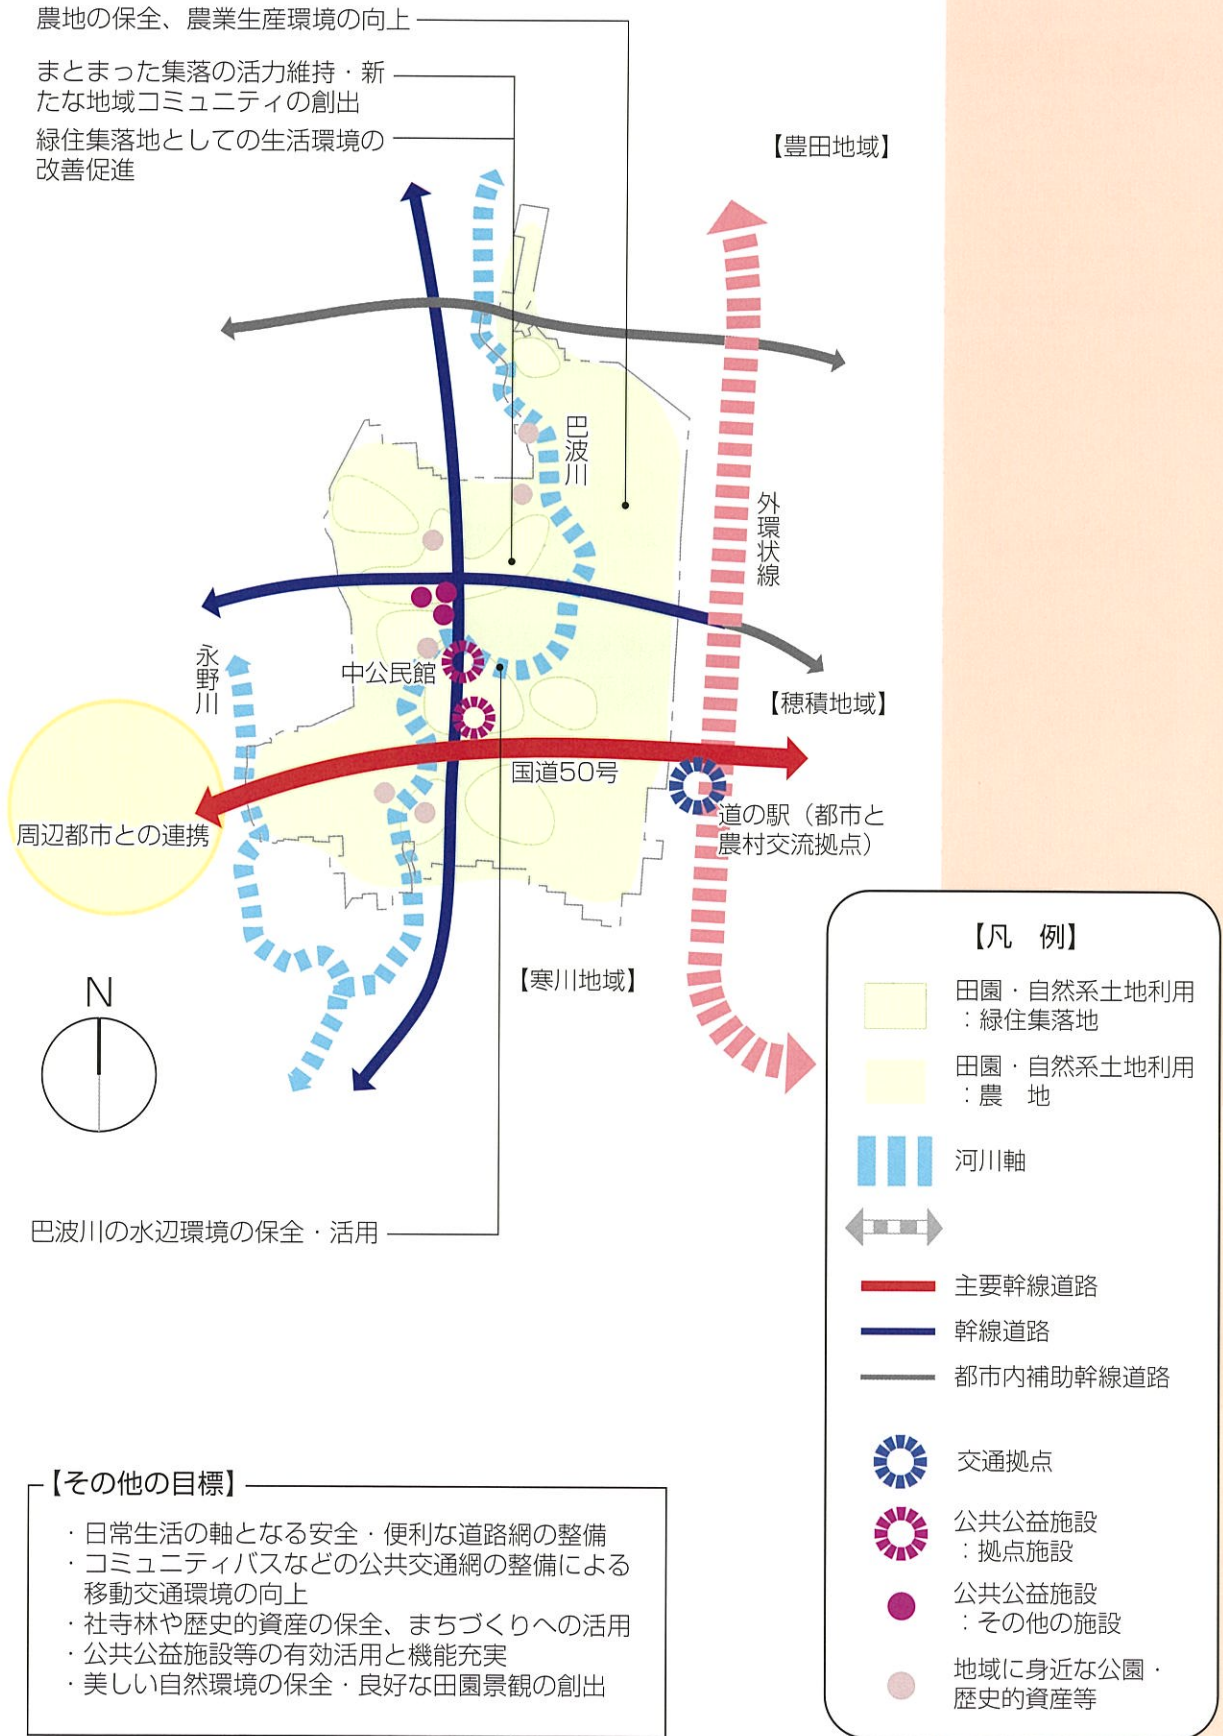 農地の保全、農業生産環境の向上
まとまった集落の活力維持・新
たな地域コミュニティの創出
緑住集落地としての生活環境の
改善促進
【豊田地域】
巴波川
外環状線
永野川
中公民館
【穂積地域】
国道50号
道の駅（都市と
農村交流拠点）
周辺都市との連携
【寒川地域】
N
巴波川の水辺環境の保全・活用
【凡　例】
田園・自然系土地利用
：緑住集落地
田園・自然系土地利用
：農　地
河川軸
主要幹線道路
幹線道路
都市内補助幹線道路
交通拠点
公共公益施設
：拠点施設
公共公益施設
：その他の施設
地域に身近な公園・
歴史的資産等
【その他の目標】
・日常生活の軸となる安全・便利な道路網の整備
・コミュニティバスなどの公共交通網の整備による
移動交通環境の向上
・社寺林や歴史的資産の保全、まちづくりへの活用
・公共公益施設等の有効活用と機能充実
・美しい自然環境の保全・良好な田園景観の創出